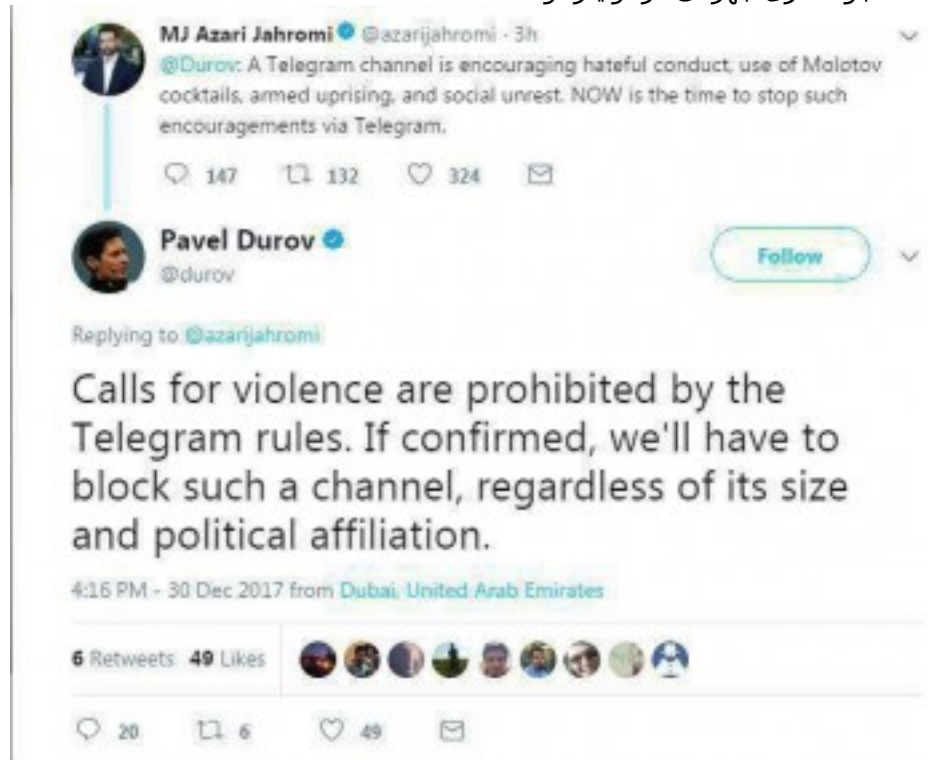 MJ Azari Jahromi @azarijahromi - 3h
@Durov: A Telegram channel is encouraging hateful conduct, use of Molotov
cocktails, armed uprising, and social unrest. NOW is the time to stop such
encouragements via Telegram.
147 132 324
Pavel Durov
@durov
Follow
Replying to @azarijahromi
Calls for violence are prohibited by the
Telegram rules. If confirmed, we'll have to
block such a channel, regardless of its size
and political affiliation.
4:16 PM - 30 Dec 2017 from Dubai, United Arab Emirates
6 Retweets 49 Likes
20 6 49